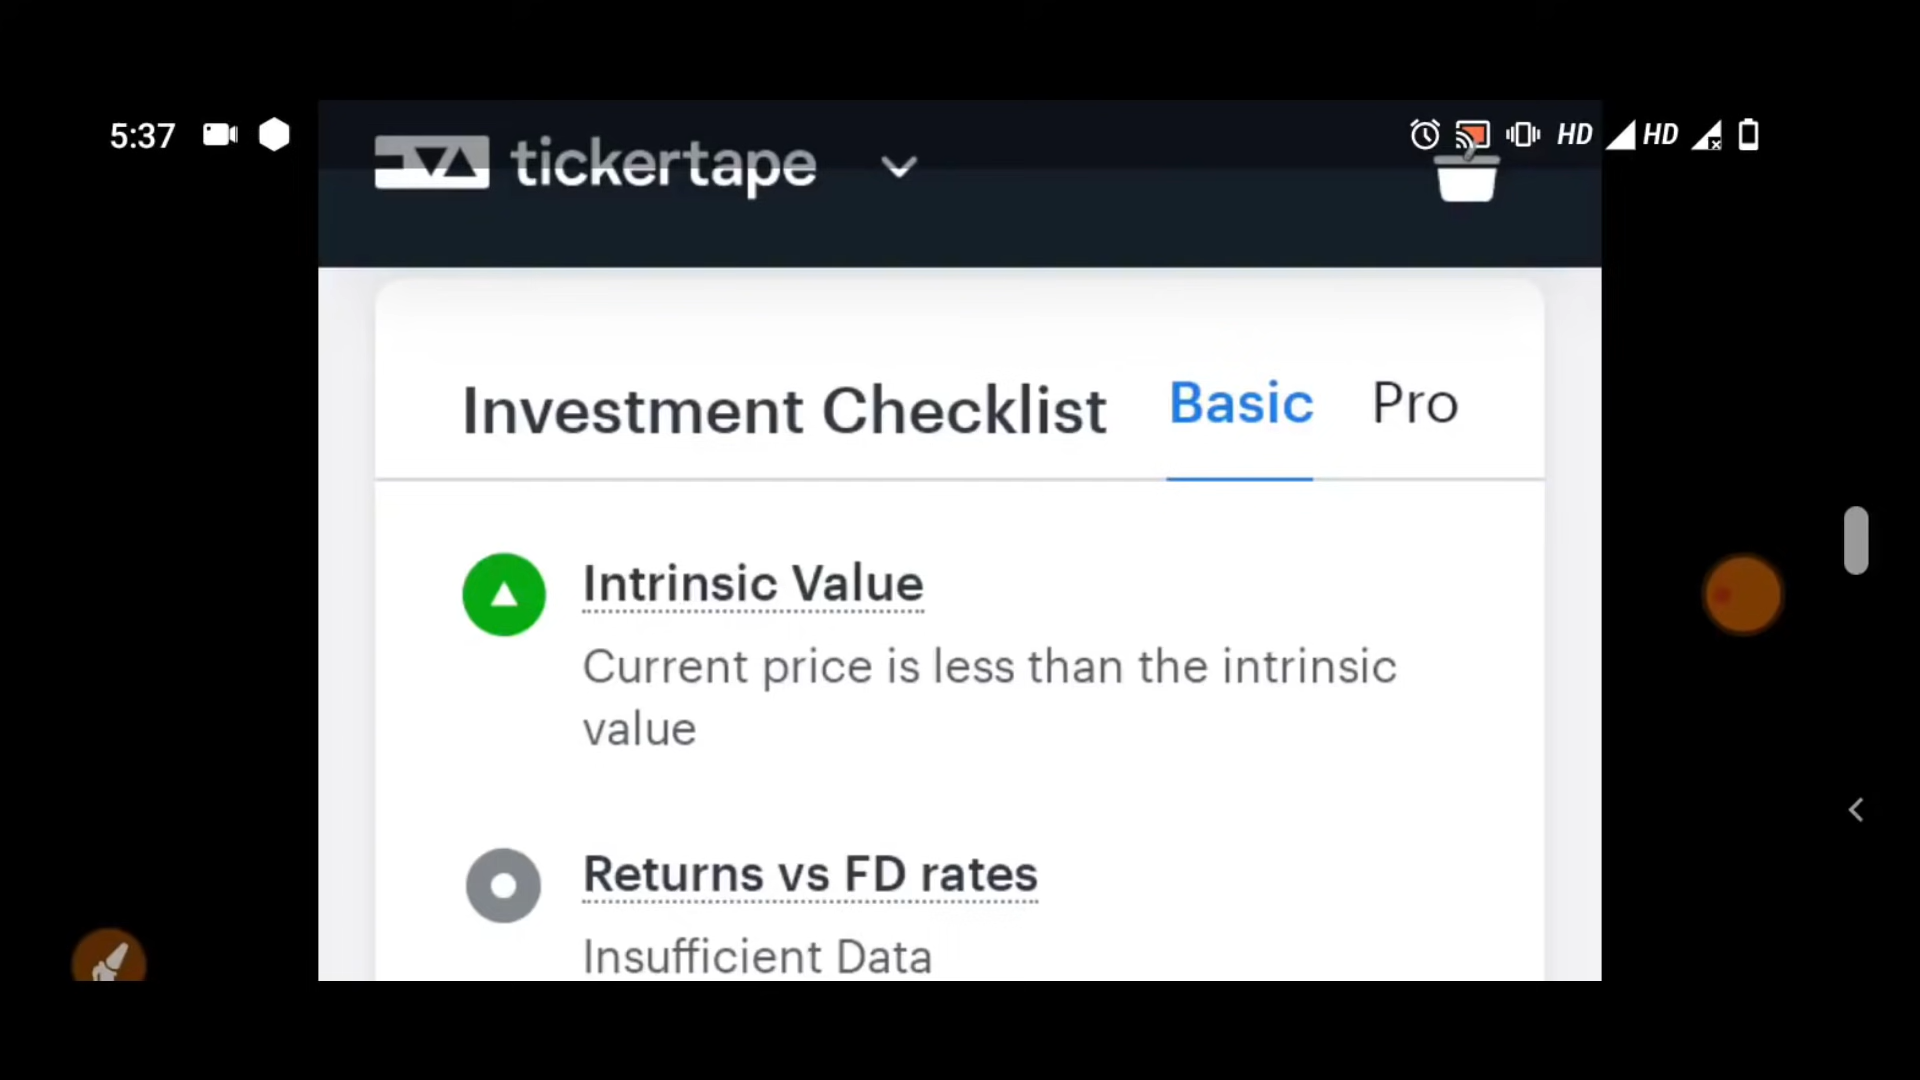 5:37 HD HD
tickertape
Investment Checklist Basic Pro
Intrinsic Value
Current price is less than the intrinsic
value
Returns vs FD rates
Insufficient Data